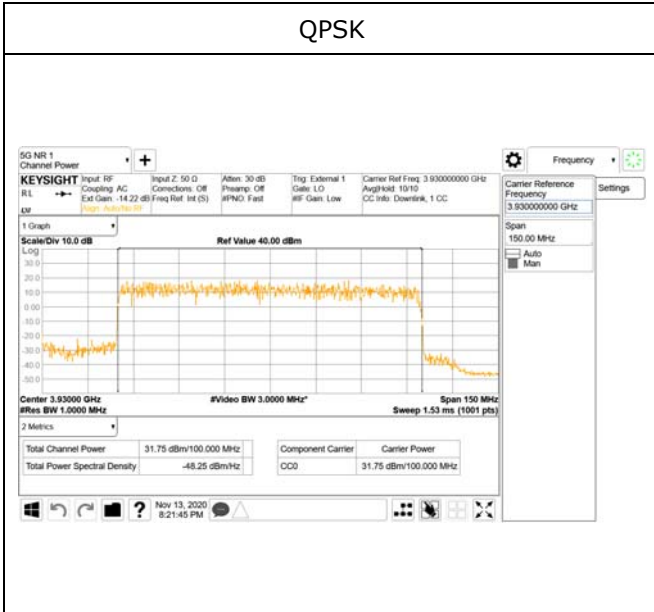 QPSK
5G NR 1
Channel Power
Frequency
KEYSIGHT
Input: RF
Input Z: 50 Ω
Atten: 30 dB
Trig: External 1
Carrier Ref Freq: 3.930000000 GHz
RL
Coupling: AC
Corrections: Off
Preamp: Off
Gate: LO
Avg|Hold: 10/10
Ext Gain: -14.22 dB
Freq Ref: Int (S)
#PNO: Fast
#IF Gain: Low
CC Info: Downlink, 1 CC
Align: Auto/No RF
Carrier Reference
Frequency
3.930000000 GHz
Settings
Span
150.00 MHz
Auto
Man
1 Graph
Scale/Div 10.0 dB
Ref Value 40.00 dBm
Log
30.0
20.0
10.0
0.00
-10.0
-20.0
-30.0
-40.0
-50.0
Center 3.93000 GHz
#Video BW 3.0000 MHz*
Span 150 MHz
#Res BW 1.0000 MHz
Sweep 1.53 ms (1001 pts)
2 Metrics
Total Channel Power
31.75 dBm/100.000 MHz
Component Carrier
Carrier Power
Total Power Spectral Density
-48.25 dBm/Hz
CC0
31.75 dBm/100.000 MHz
?
Nov 13, 2020
8:21:45 PM